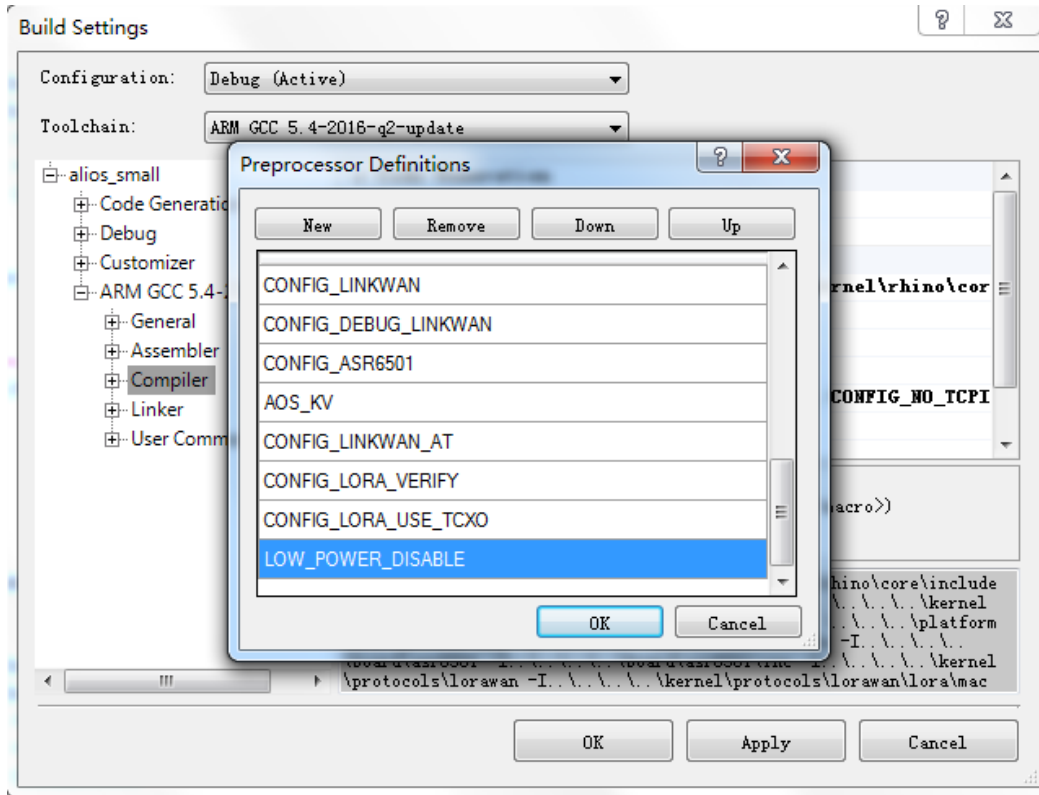 Build Settings
Configuration:
Debug (Active)
Toolchain:
ARM GCC 5.4-2016-q2-update
Preprocessor Definitions
alios_small
Code Generatio
Debug
Customizer
ARM GCC 5.4-
General
Assembler
Compiler
Linker
User Comm
New
Remove
Down
Up
CONFIG_LINKWAN
CONFIG_DEBUG_LINKWAN
CONFIG_ASR6501
AOS_KV
CONFIG_LINKWAN_AT
CONFIG_LORA_VERIFY
CONFIG_LORA_USE_TCXO
LOW_POWER_DISABLE
OK
Cancel
rnel\rhino\cor
CONFIG_NO_TCPI
acro>)
hino\core\include
\..\..\..\kernel
..\..\..\platform
-I..\..\..\..
\..\..\..\kernel
\protocols\lorawan -I..\..\..\..\kernel\protocols\lorawan\lora\mac
OK
Apply
Cancel